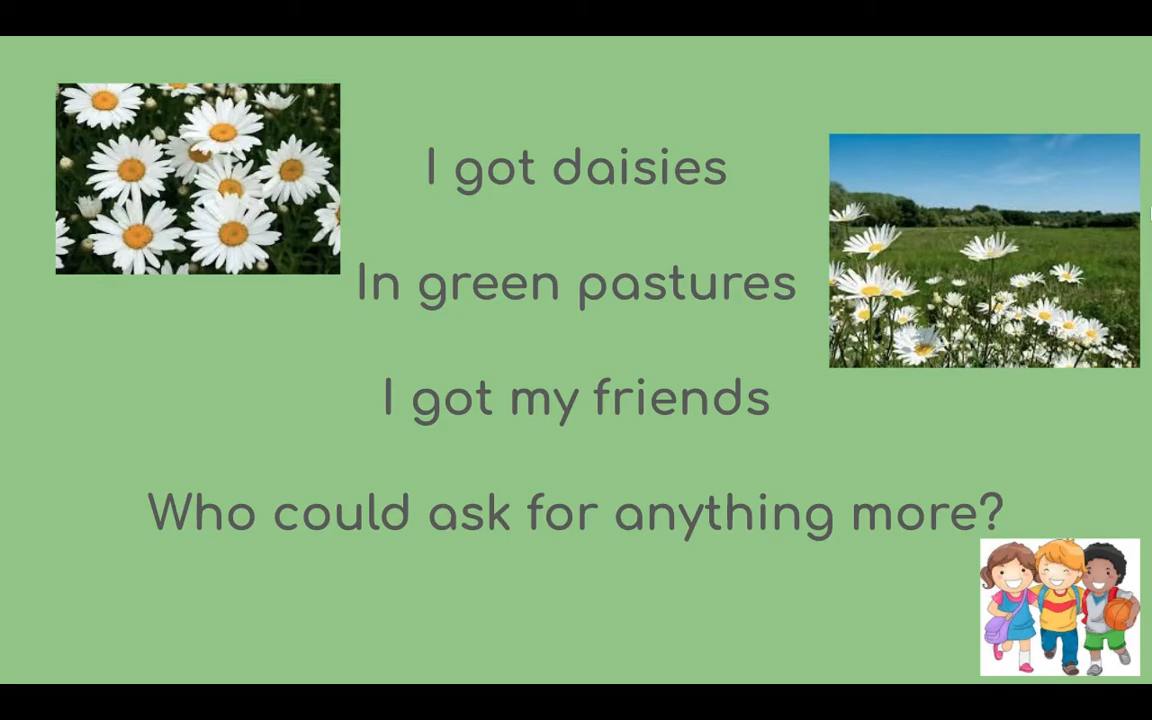 I got daisies
In green pastures
I got my friends
Who could ask for anything more?